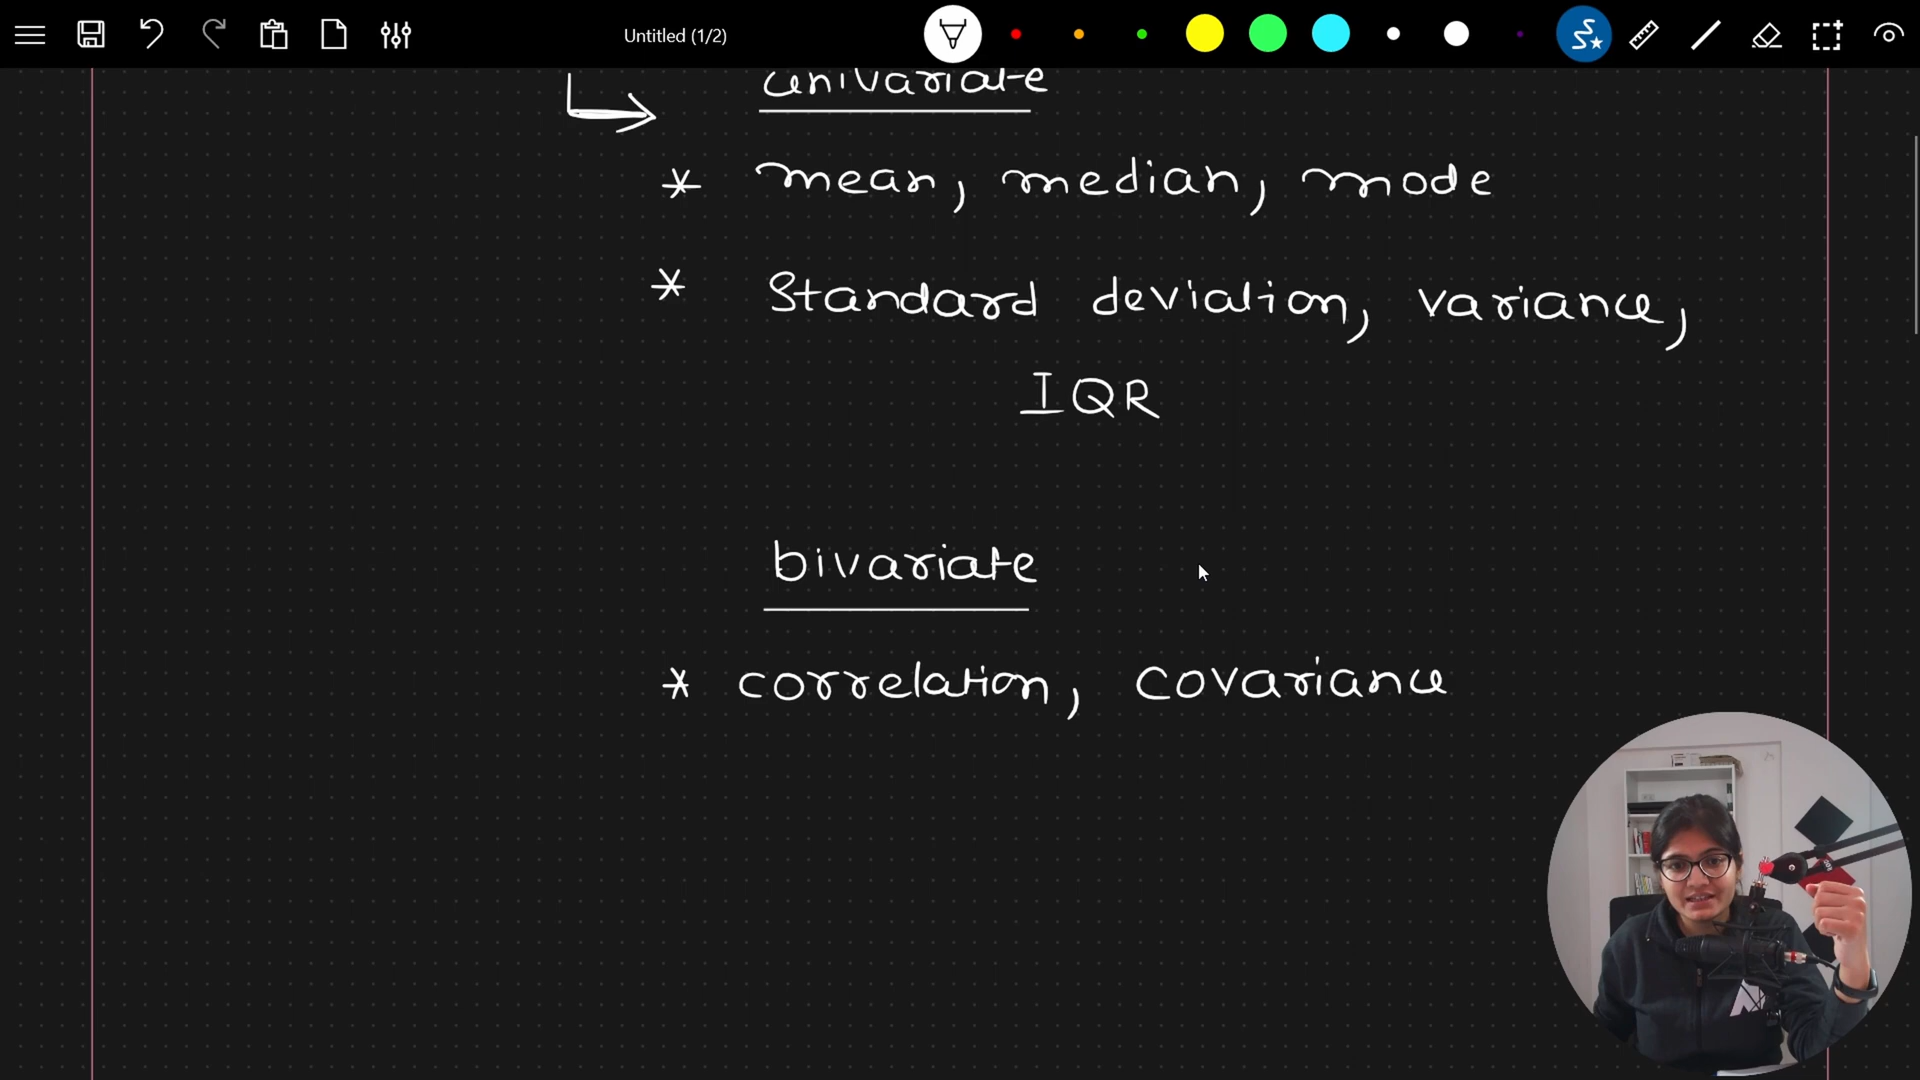 Untitled (1/2)
univariate
* mean, median, mode
* Standard deviation, variance,
IQR
bivariate
* correlation, covariance